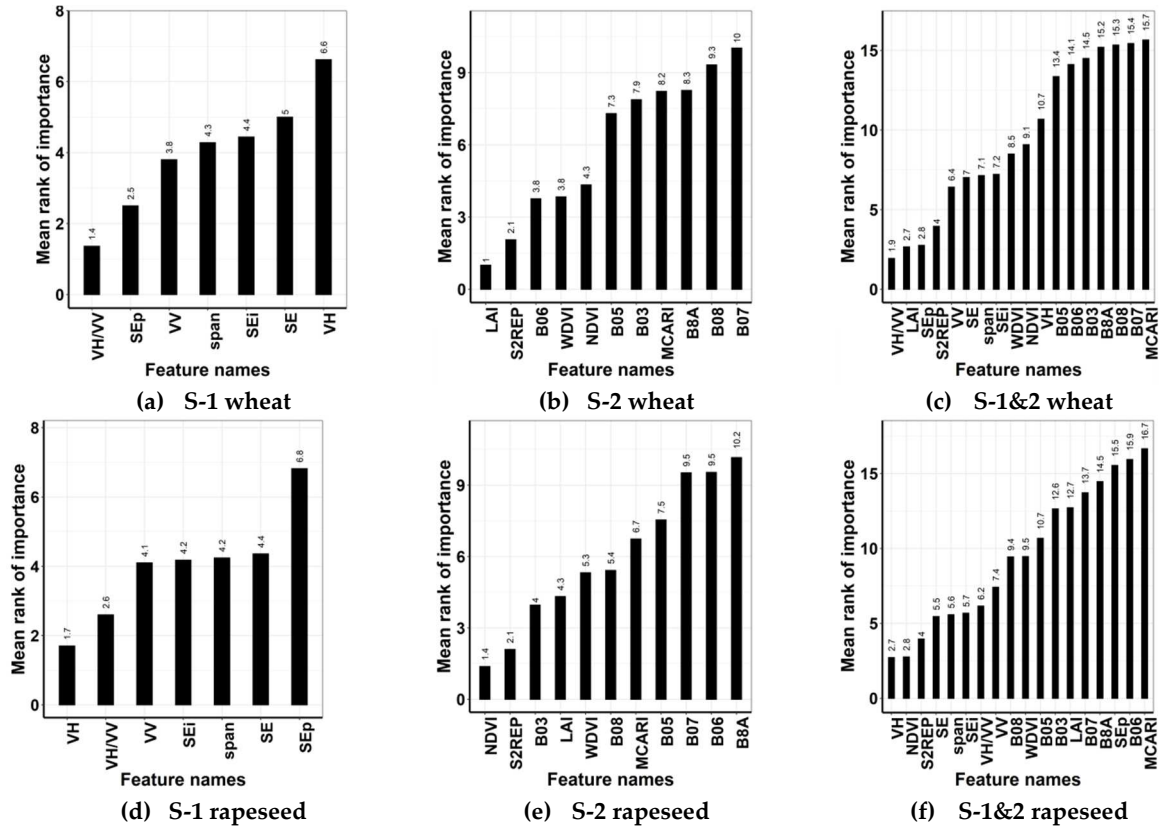 Mean rank of importance
8
6
4
2
0
1.4
2.5
3.8
4.3
4.4
5
6.6
VH/VV
SEp
VV
span
SEi
SE
VH
Feature names
(a) S-1 wheat
Mean rank of importance
9
6
3
0
1
2.1
3.8
3.8
4.3
7.3
7.9
8.2
8.3
9.3
10
LAI
S2REP
B06
WDVI
NDVI
B05
B03
MCARI
B8A
B08
B07
Feature names
(b) S-2 wheat
Mean rank of importance
15
10
5
0
1.9
2.7
2.8
4
6.4
7
7.1
7.2
8.5
9.1
10.7
13.4
14.1
14.5
15.2
15.3
15.4
15.7
VH/VV
LAI
SEp
S2REP
VV
SE
span
SEi
WDVI
NDVI
VH
B05
B06
B03
B8A
B08
B07
MCARI
Feature names
(c) S-1&2 wheat
Mean rank of importance
8
6
4
2
0
1.7
2.6
4.1
4.2
4.2
4.4
6.8
VH
VH/VV
VV
SEi
span
SE
SEp
Feature names
(d) S-1 rapeseed
Mean rank of importance
9
6
3
0
1.4
2.1
4
4.3
5.3
5.4
6.7
7.5
9.5
9.5
10.2
NDVI
S2REP
B03
LAI
WDVI
B08
MCARI
B05
B07
B06
B8A
Feature names
(e) S-2 rapeseed
Mean rank of importance
15
10
5
0
2.7
2.8
4
5.5
5.6
5.7
6.2
7.4
9.4
9.5
10.7
12.6
12.7
13.7
14.5
15.5
15.9
16.7
VH
NDVI
S2REP
SE
span
SEi
VH/VV
VV
B08
WDVI
B05
B03
LAI
B07
B8A
SEp
B06
MCARI
Feature names
(f) S-1&2 rapeseed